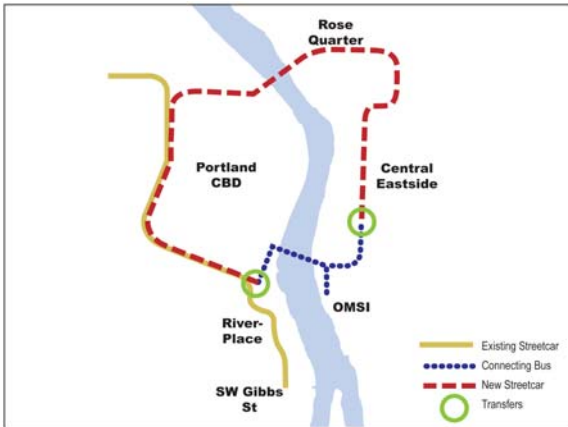 Rose
Quarter
Portland
CBD
Central
Eastside
OMSI
River-
Place
SW Gibbs
St
Existing Streetcar
Connecting Bus
New Streetcar
Transfers